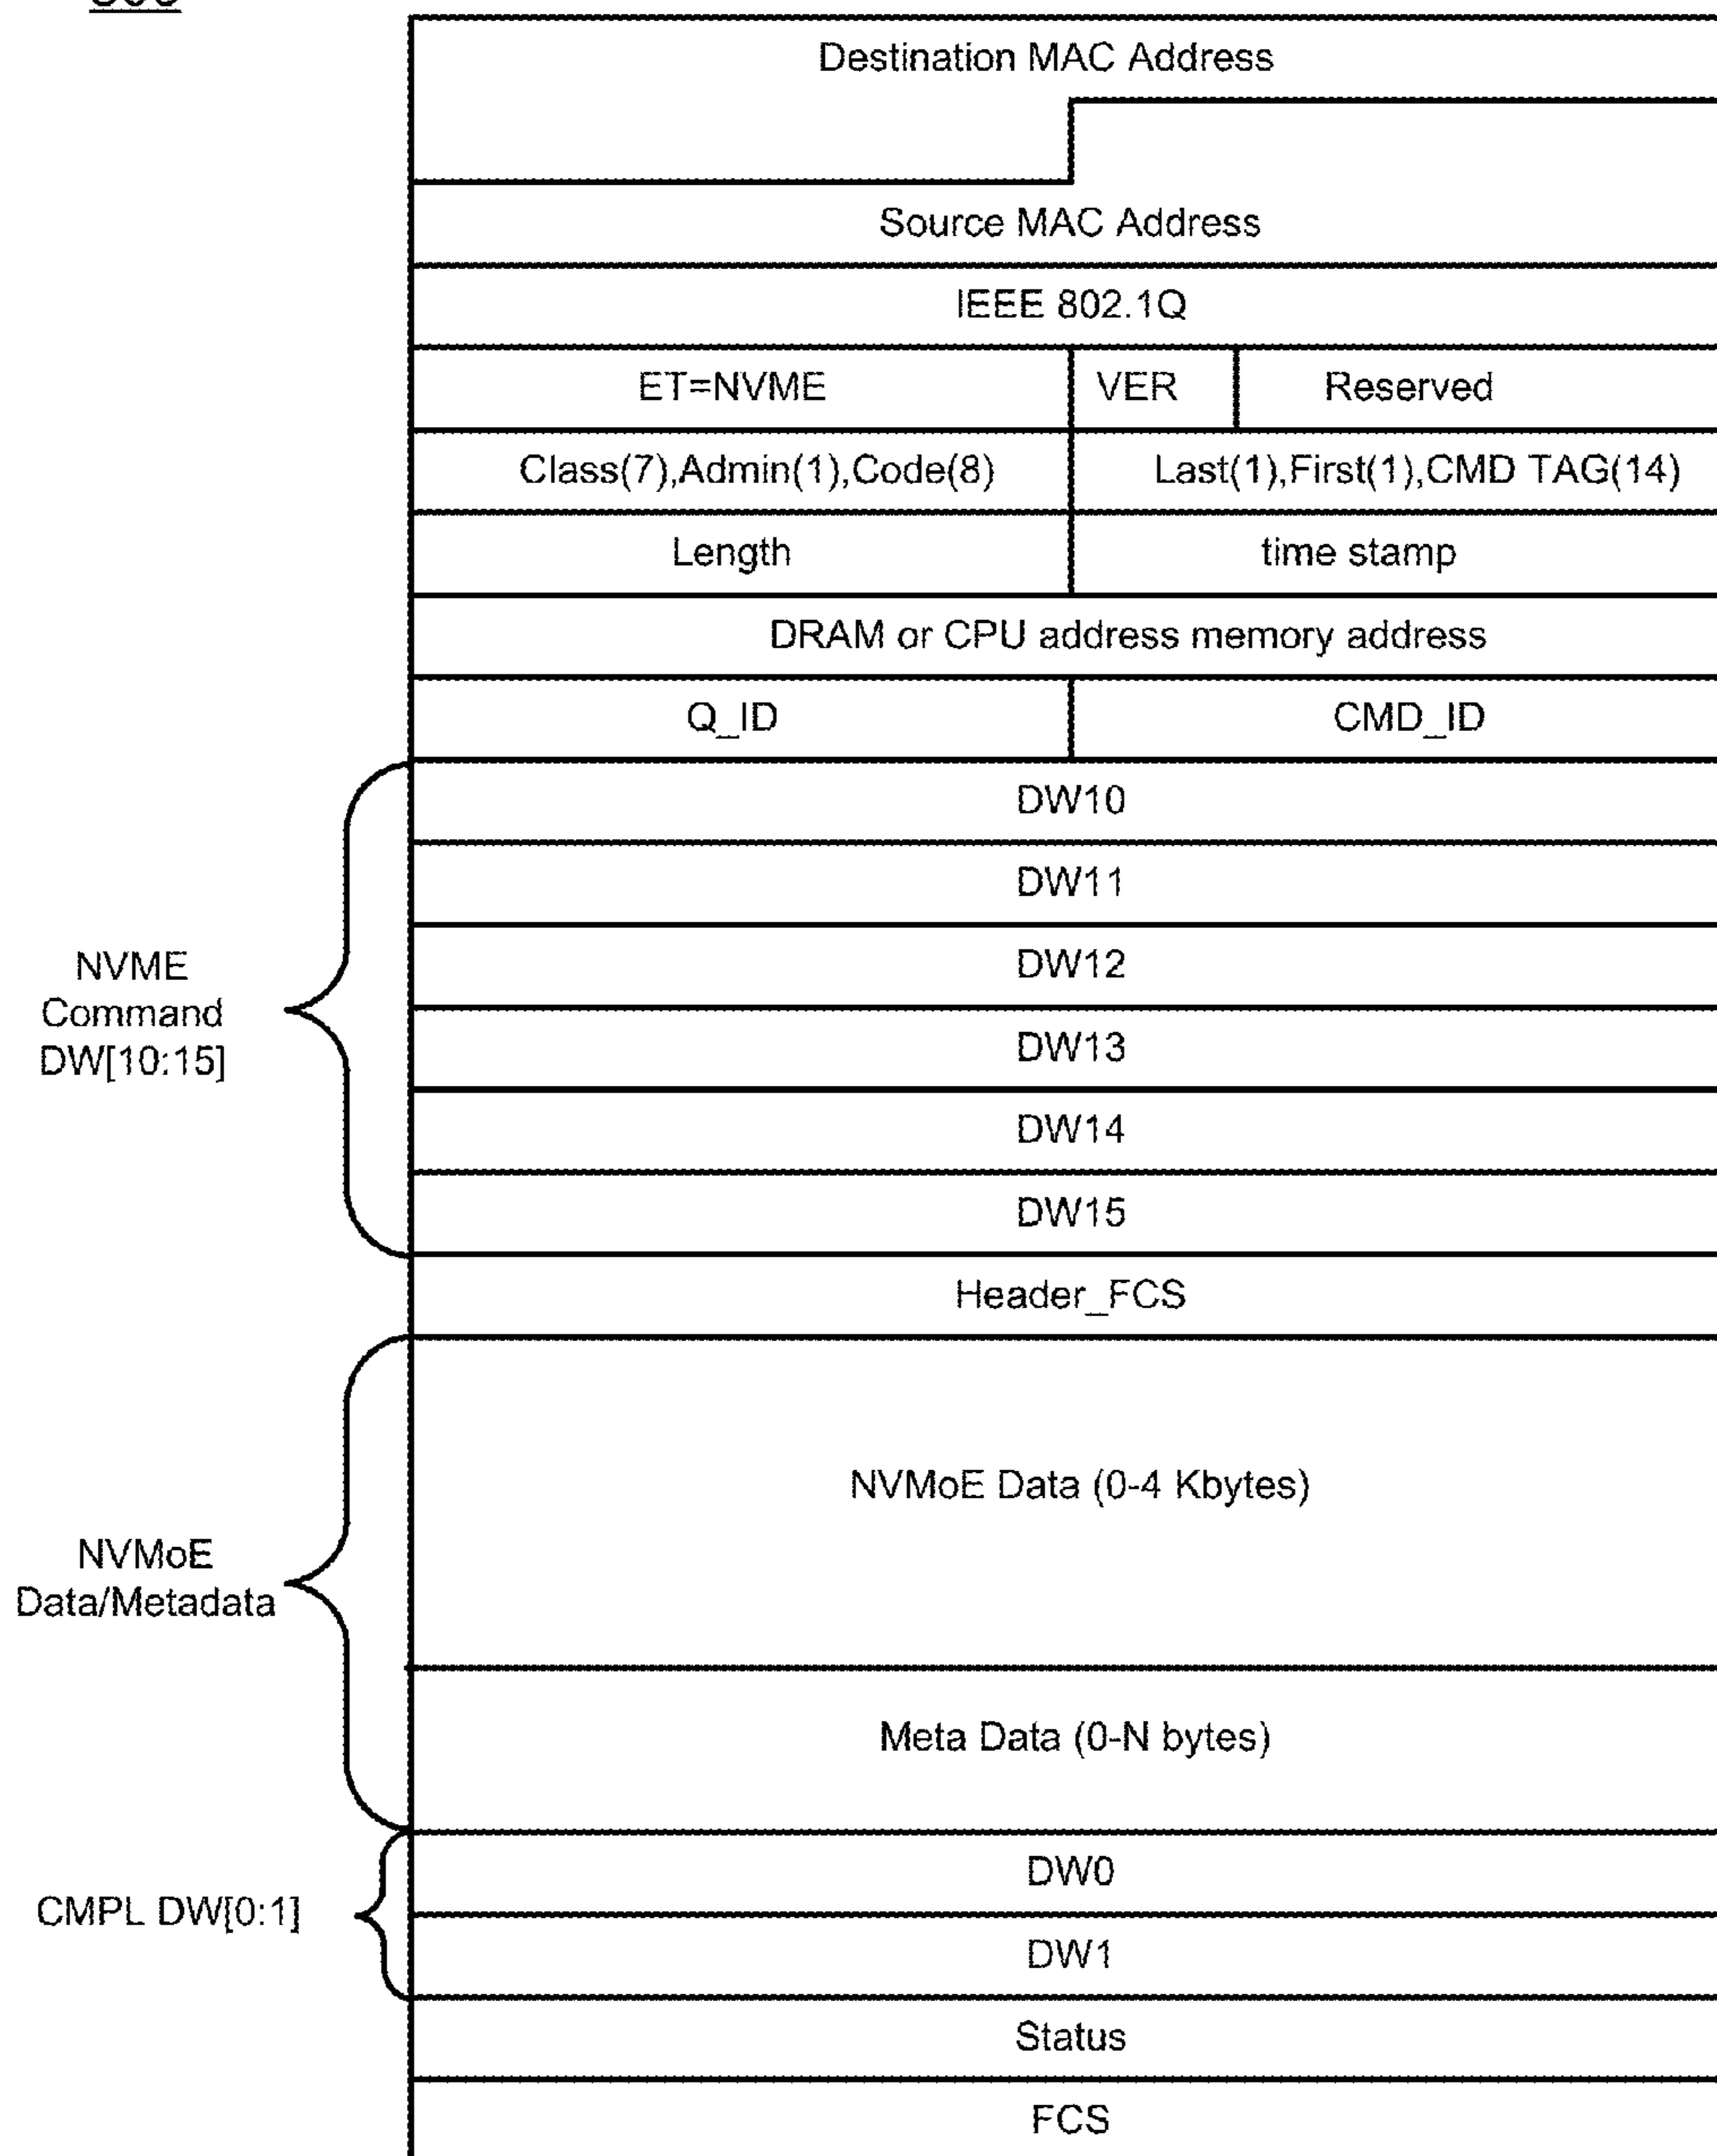 Destination MAC Address
Source MAC Address
IEEE 802.1Q
ET=NVME VER Reserved
Class(7),Admin(1),Code(8) Last(1),First(1),CMD TAG(14)
Length time stamp
DRAM or CPU address memory address
Q_ID CMD_ID
DW10
DW11
DW12
DW13
DW14
DW15
NVME
Command
DW[10:15]
Header_FCS
NVMoE Data (0-4 Kbytes)
Meta Data (0-N bytes)
NVMoE
Data/Metadata
DW0
DW1
CMPL DW[0:1]
Status
FCS